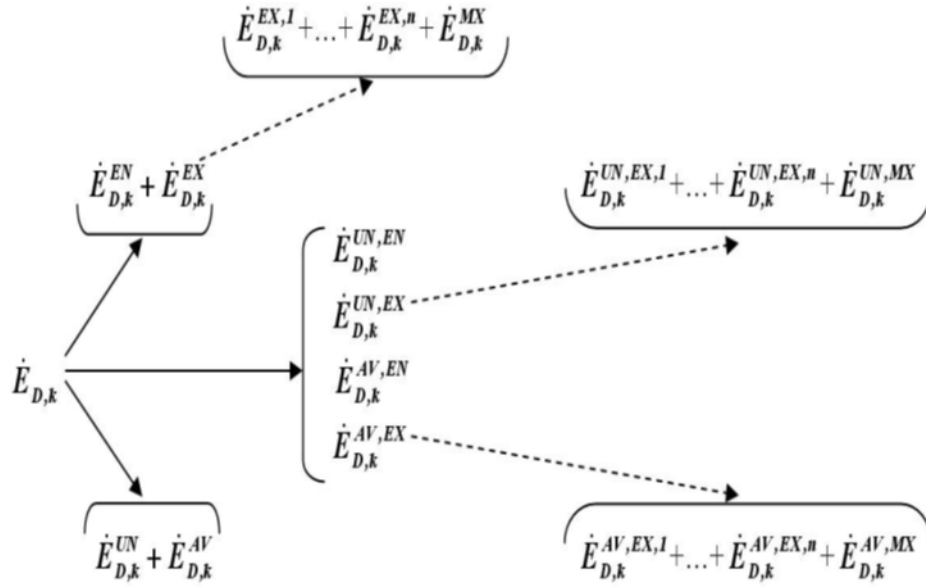 Ė_{D,k}^{EX,1} +...+ Ė_{D,k}^{EX,n} + Ė_{D,k}^{MX}
Ė_{D,k}^{EN} + Ė_{D,k}^{EX}
Ė_{D,k}^{UN,EX,1} +...+ Ė_{D,k}^{UN,EX,n} + Ė_{D,k}^{UN,MX}
Ė_{D,k}^{UN,EN}
Ė_{D,k}^{UN,EX}
Ė_{D,k}
Ė_{D,k}^{AV,EN}
Ė_{D,k}^{AV,EX}
Ė_{D,k}^{UN} + Ė_{D,k}^{AV}
Ė_{D,k}^{AV,EX,1} +...+ Ė_{D,k}^{AV,EX,n} + Ė_{D,k}^{AV,MX}